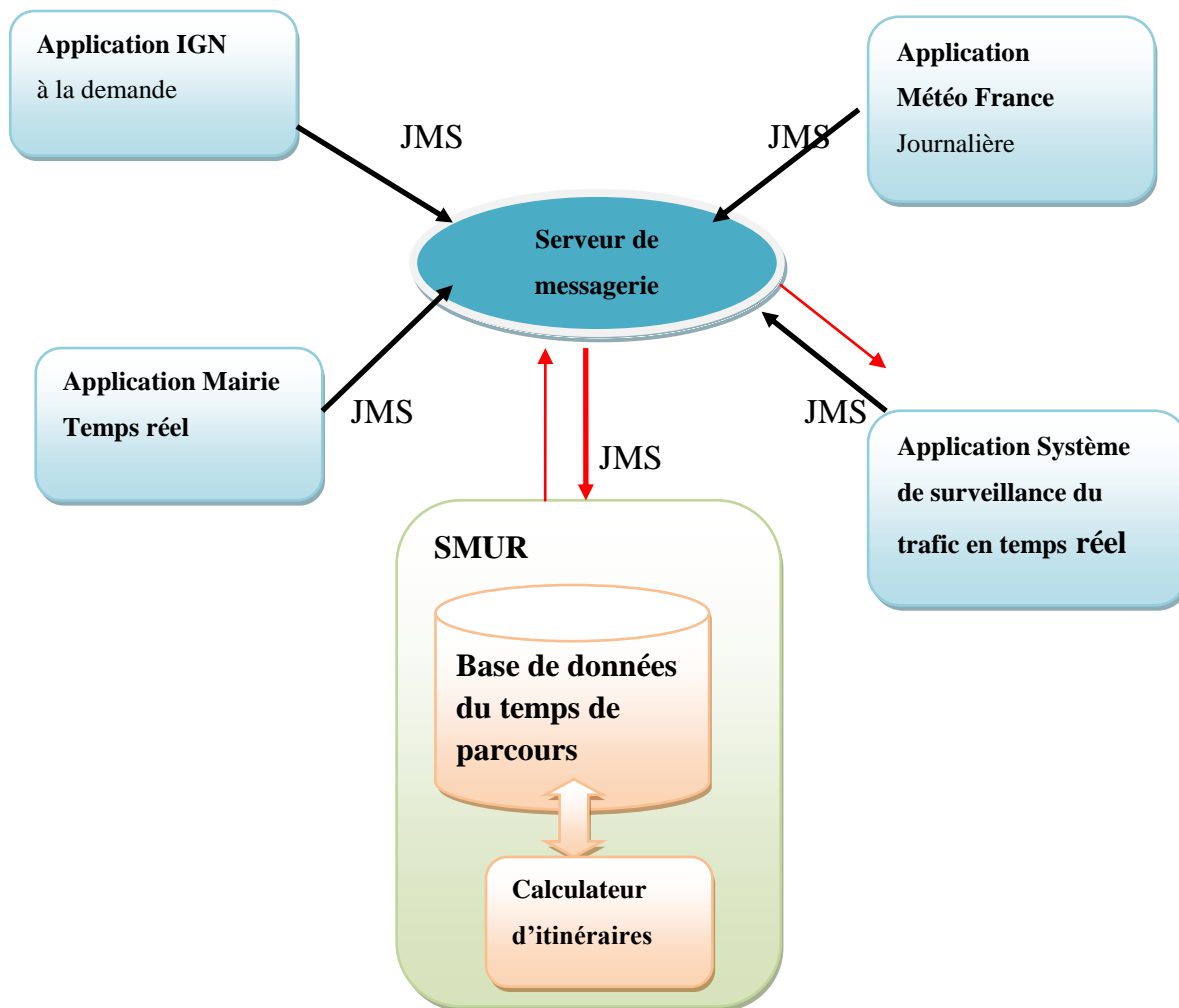 Application IGN
à la demande
JMS
JMS
Application
Météo France
Journalière
Serveur de
messagerie
Application Mairie
Temps réel
JMS
JMS
JMS
Application Système
de surveillance du
trafic en temps réel
SMUR
Base de données
du temps de
parcours
Calculateur
d’itinéraires